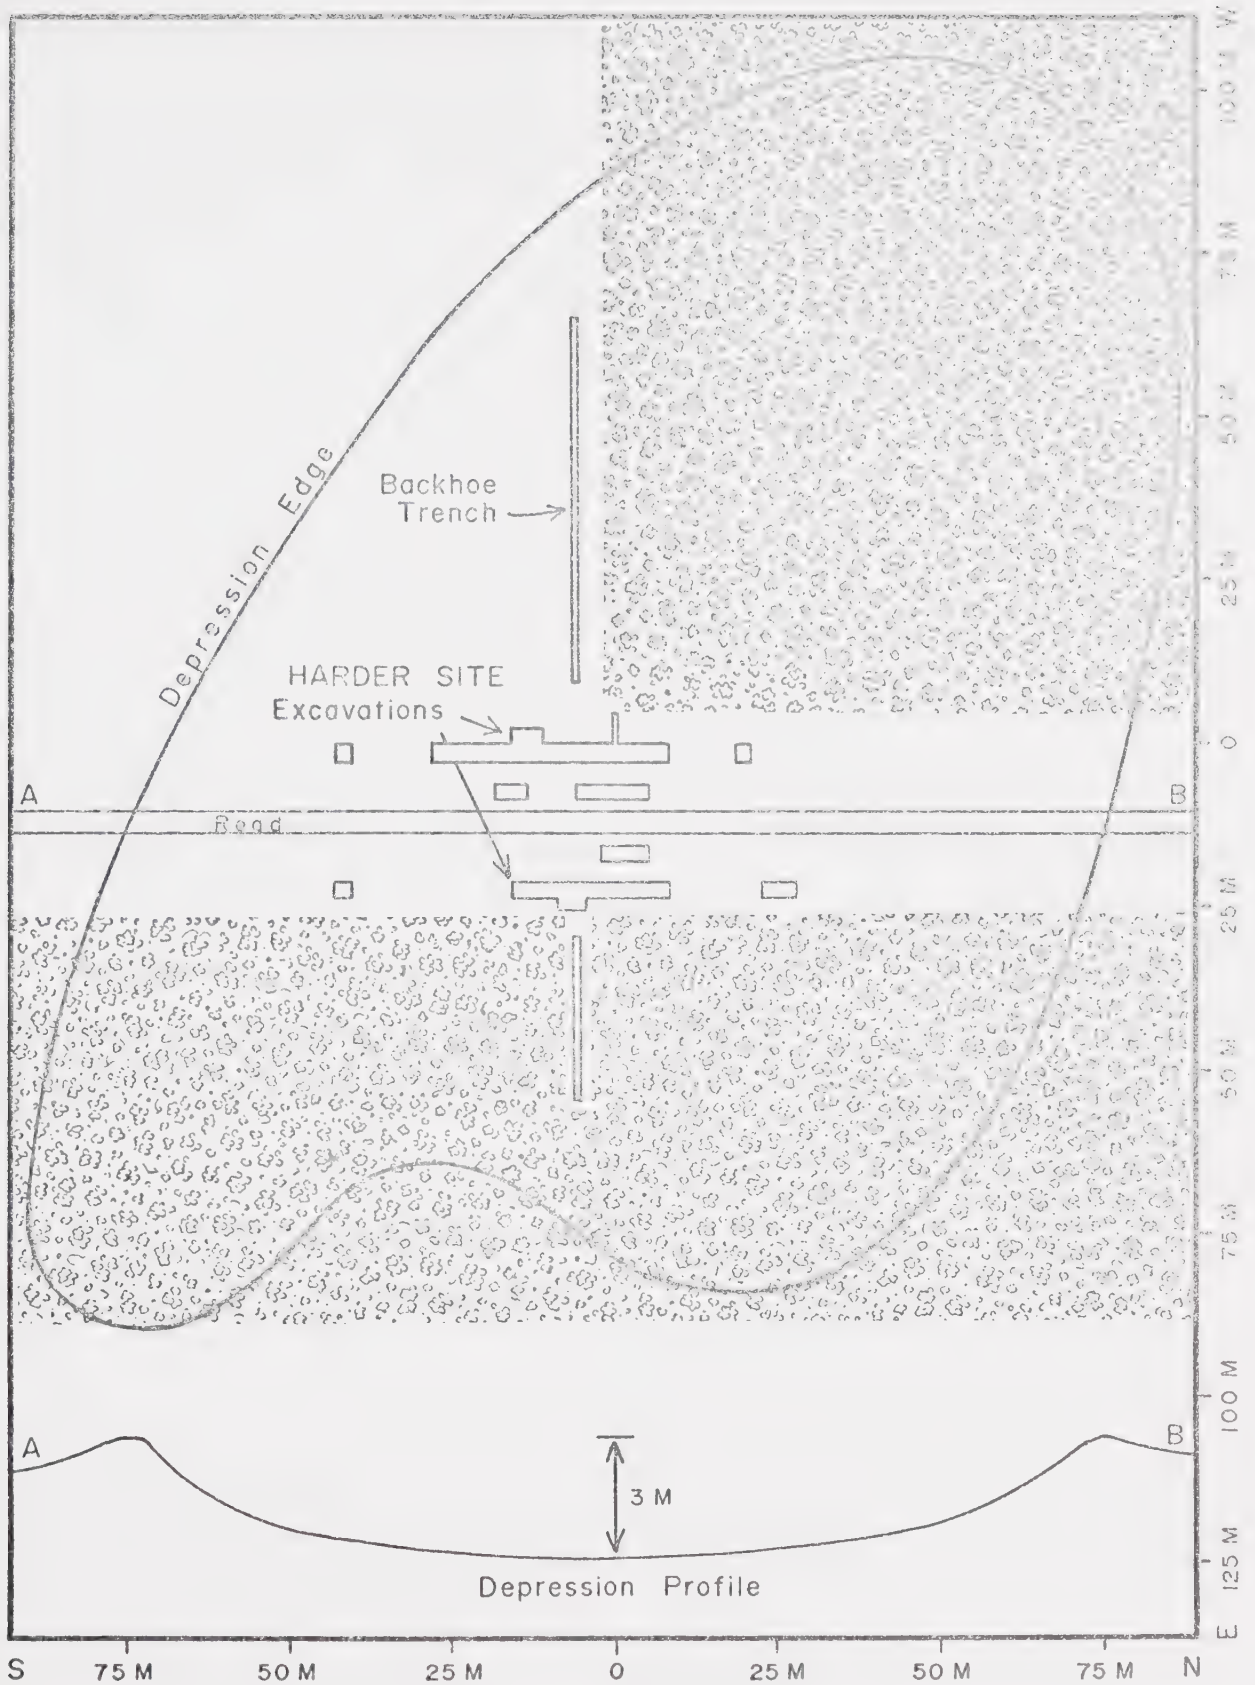 W
100 M
75 M
50 M
25 M
0
25 M
50 M
75 M
100 M
125 M
E
Depression Edge
Backhoe
Trench
HARDER SITE
Excavations
A
B
Road
A
B
3 M
Depression Profile
S
75 M
50 M
25 M
0
25 M
50 M
75 M
N